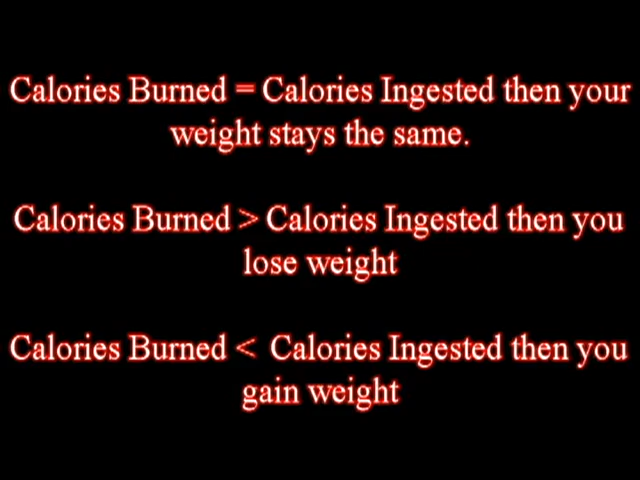 Calories Burned = Calories Ingested then your
weight stays the same.
Calories Burned > Calories Ingested then you
lose weight
Calories Burned < Calories Ingested then you
gain weight